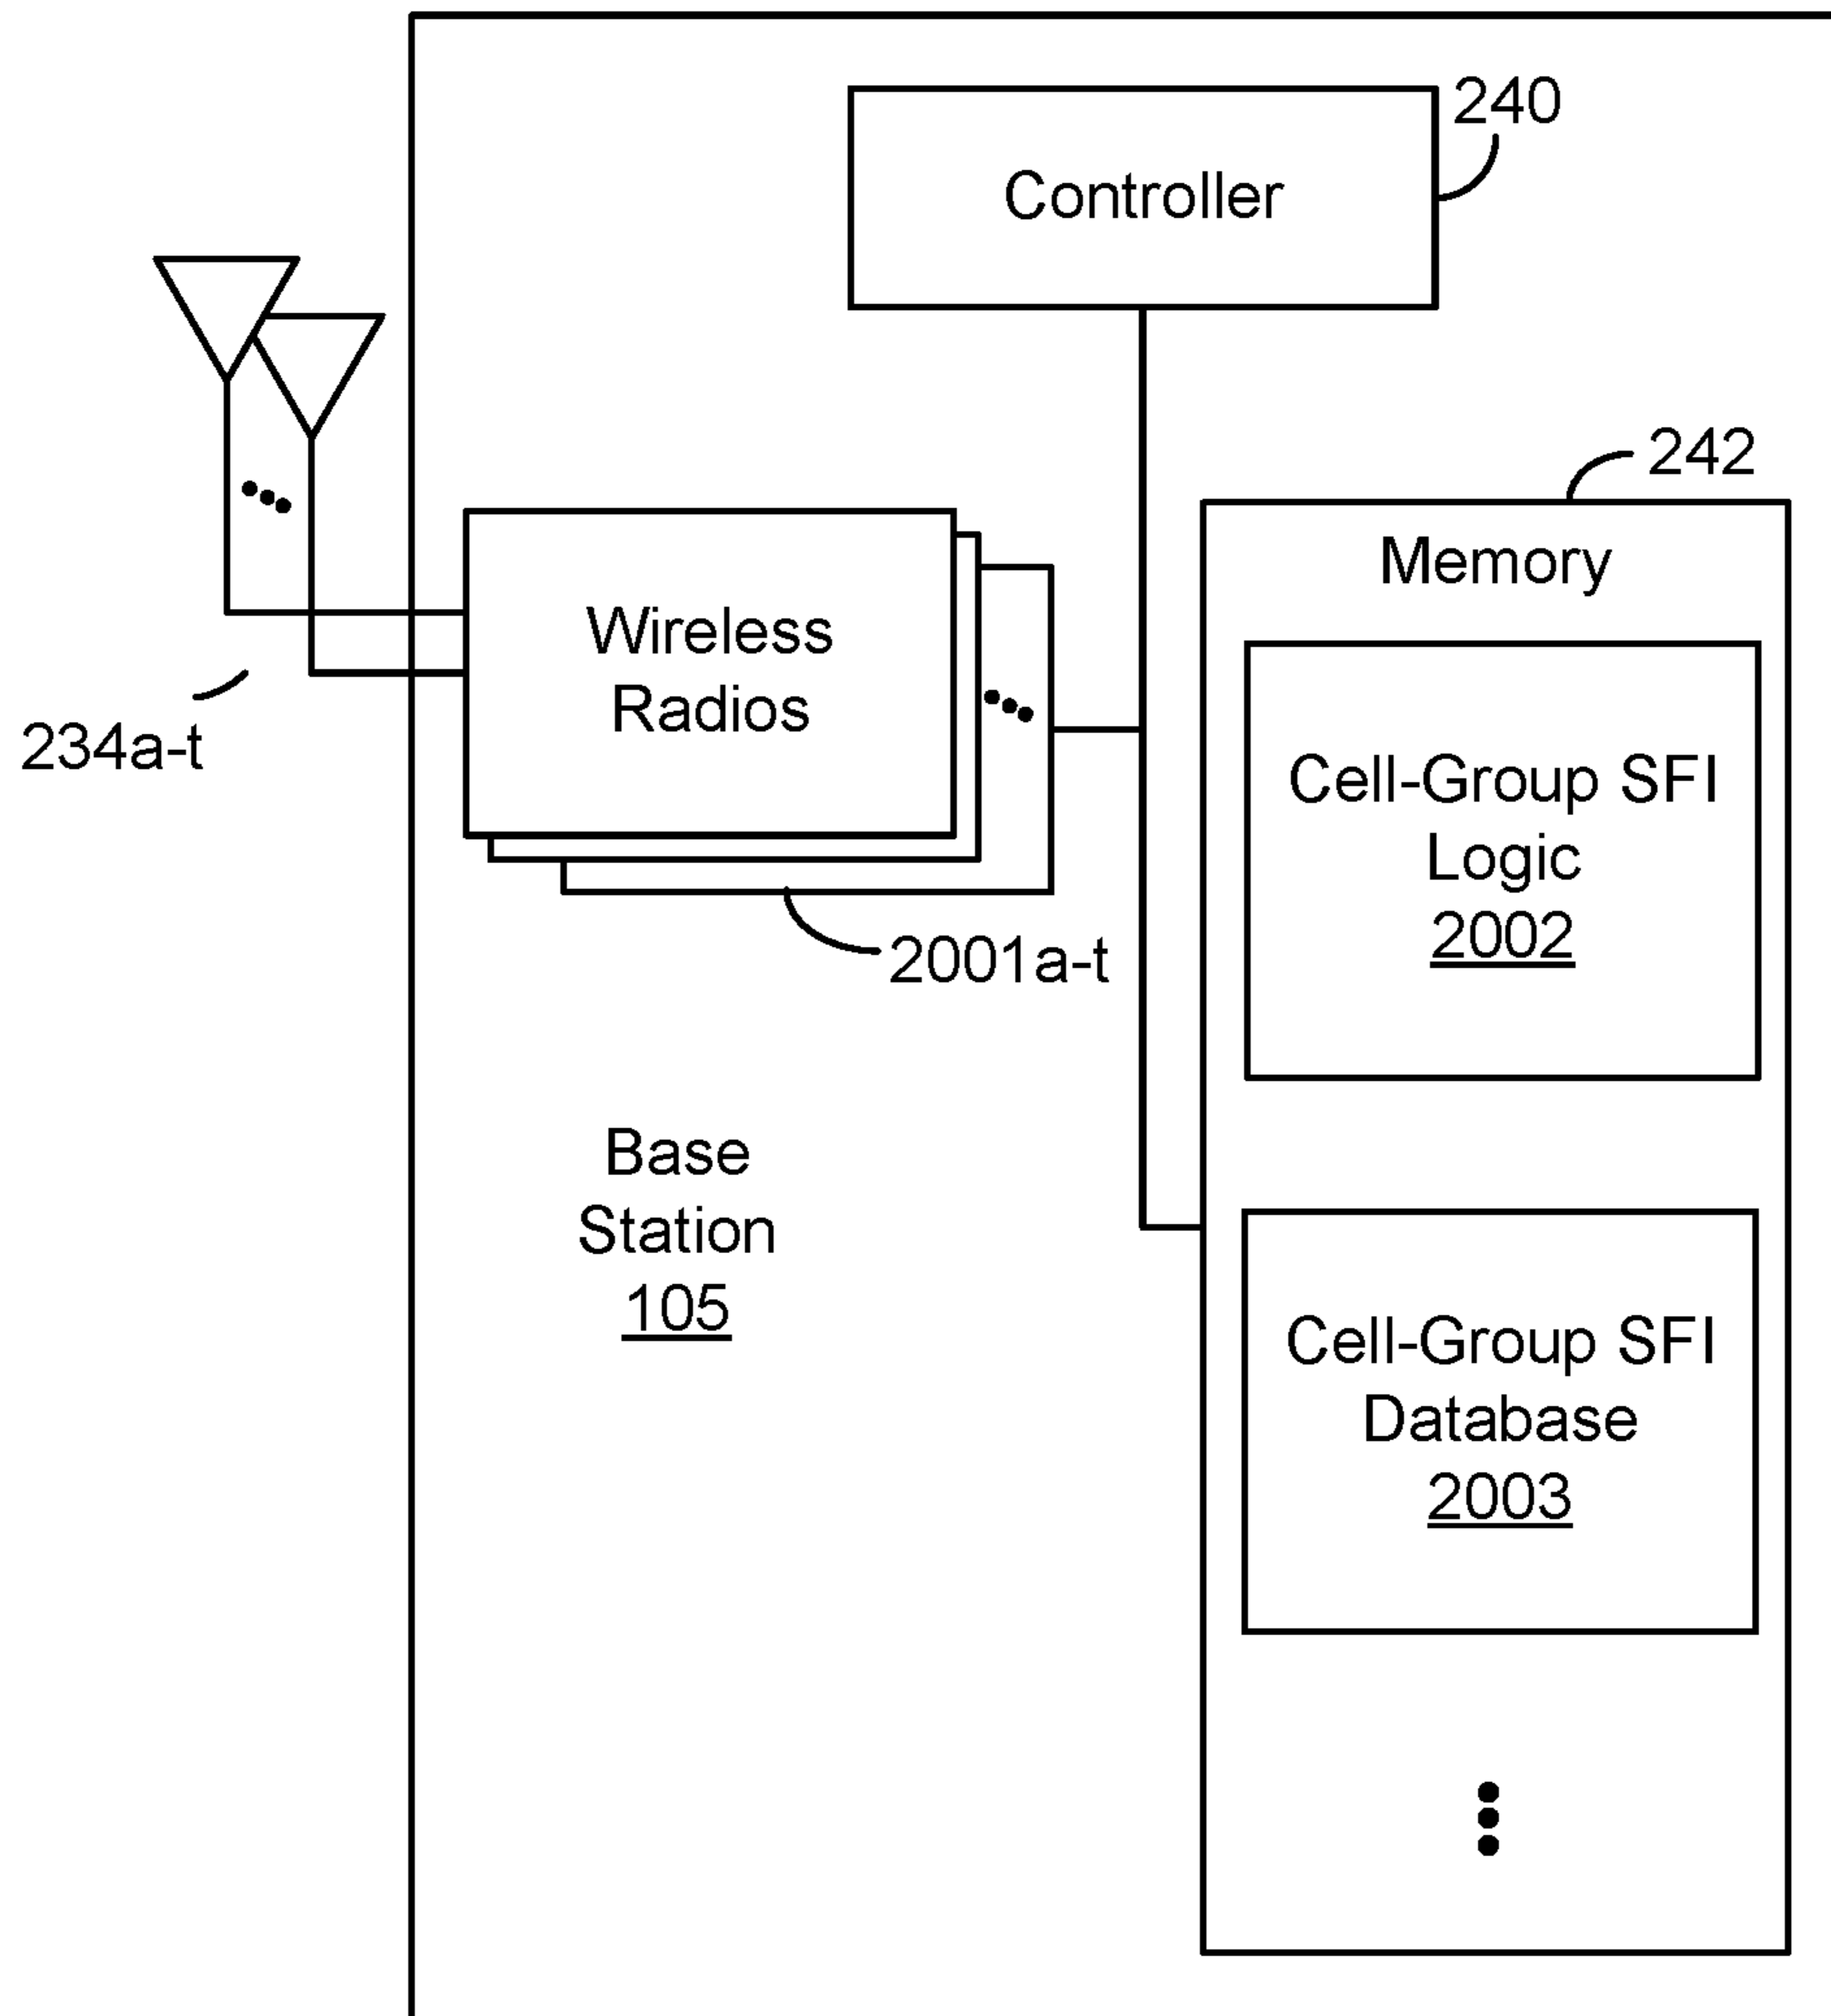 240
Controller
242
Memory
Wireless
Radios
234a-t
Cell-Group SFI
Logic
2002
2001a-t
Base
Station
105
Cell-Group SFI
Database
2003